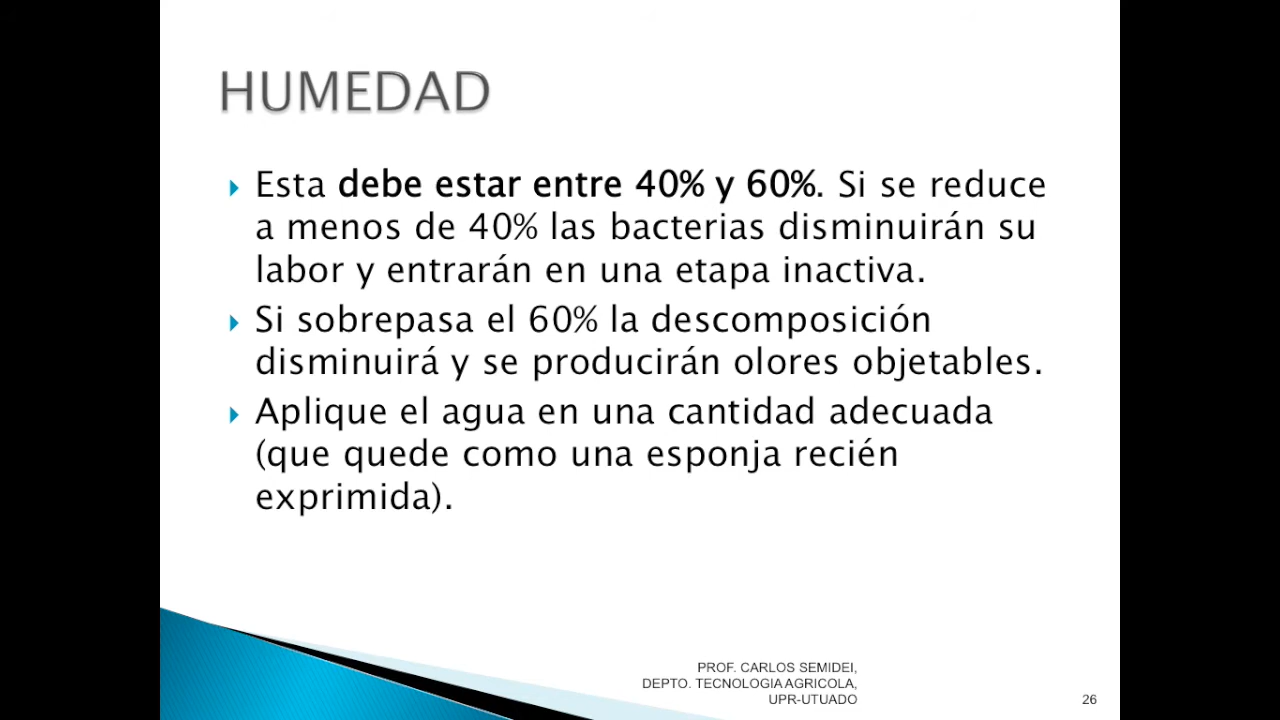 HUMEDAD
Esta debe estar entre 40% y 60%. Si se reduce
a menos de 40% las bacterias disminuirán su
labor y entrarán en una etapa inactiva.
Si sobrepasa el 60% la descomposición
disminuirá y se producirán olores objetables.
Aplique el agua en una cantidad adecuada
(que quede como una esponja recién
exprimida).
PROF. CARLOS SEMIDEI,
DEPTO. TECNOLOGIA AGRICOLA,
UPR-UTUADO
26